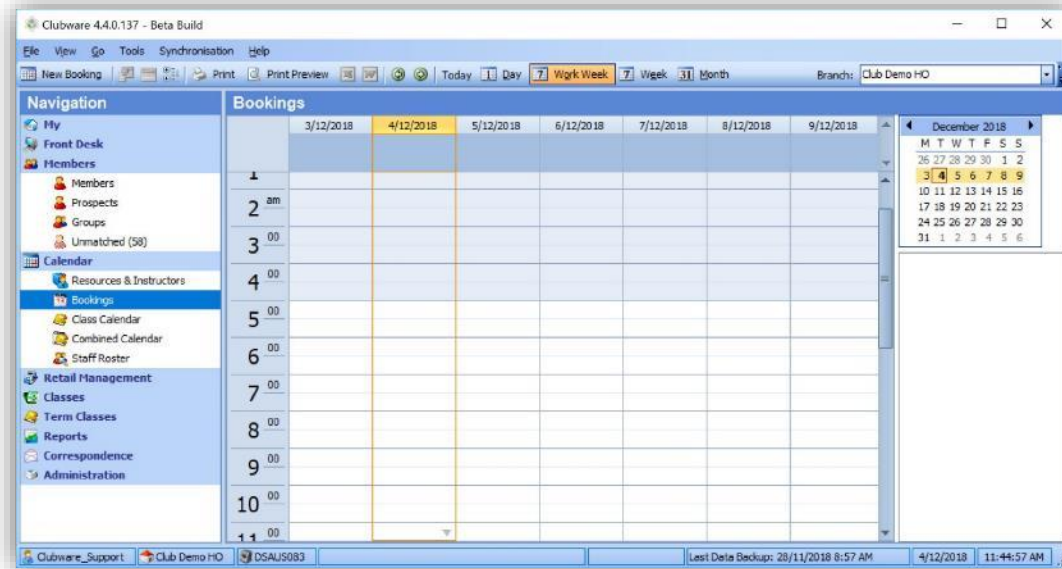 Clubware 4.4.0.137 - Beta Build
File View Go Tools Synchronisation Help
New Booking Print Print Preview Today 1 Day 7 Work Week 7 Week 31 Month Branch: Club Demo HO
Navigation
My
Front Desk
Members
Members
Prospects
Groups
Unmatched (58)
Calendar
Resources & Instructors
Bookings
Class Calendar
Combined Calendar
Staff Roster
Retail Management
Classes
Term Classes
Reports
Correspondence
Administration
Bookings
3/12/2018 4/12/2018 5/12/2018 6/12/2018 7/12/2018 8/12/2018 9/12/2018
1
2 am
3 00
4 00
5 00
6 00
7 00
8 00
9 00
10 00
11 00
December 2018
M T W T F S S
26 27 28 29 30 1 2
3 4 5 6 7 8 9
10 11 12 13 14 15 16
17 18 19 20 21 22 23
24 25 26 27 28 29 30
31 1 2 3 4 5 6
Clubware_Support Club Demo HO DSAUS083 Last Data Backup: 28/11/2018 8:57 AM 4/12/2018 11:44:57 AM